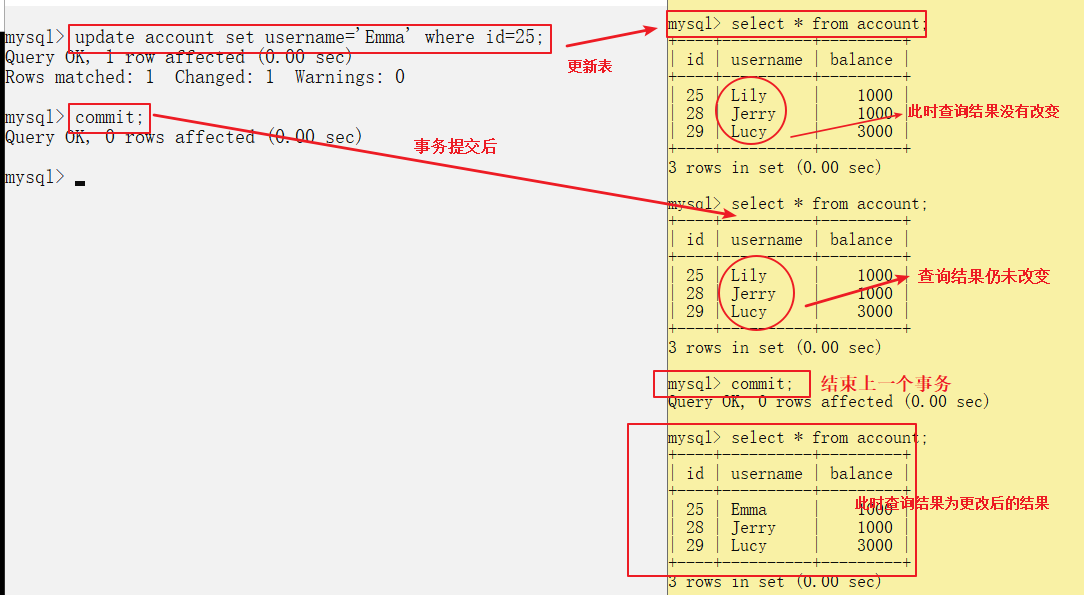 mysql> update account set username='Emma' where id=25;
Query OK, 1 row affected (0.00 sec)
Rows matched: 1  Changed: 1  Warnings: 0
mysql> commit;
Query OK, 0 rows affected (0.00 sec)
mysql>
更新表
事务提交后
mysql> select * from account;
+----+----------+---------+
| id | username | balance |
+----+----------+---------+
| 25 | Lily     |    1000 |
| 28 | Jerry    |    1000 |
| 29 | Lucy     |    3000 |
+----+----------+---------+
3 rows in set (0.00 sec)
此时查询结果没有改变
mysql> select * from account;
+----+----------+---------+
| id | username | balance |
+----+----------+---------+
| 25 | Lily     |    1000 |
| 28 | Jerry    |    1000 |
| 29 | Lucy     |    3000 |
+----+----------+---------+
3 rows in set (0.00 sec)
查询结果仍未改变
mysql> commit; 结束上一个事务
Query OK, 0 rows affected (0.00 sec)
mysql> select * from account;
+----+----------+---------+
| id | username | balance |
+----+----------+---------+
| 25 | Emma     |    1000 |
| 28 | Jerry    |    1000 |
| 29 | Lucy     |    3000 |
+----+----------+---------+
3 rows in set (0.00 sec)
此时查询结果为更改后的结果